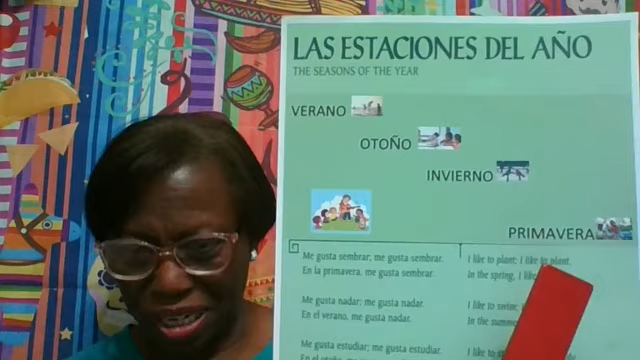 LAS ESTACIONES DEL AÑO
THE SEASONS OF THE YEAR
VERANO
OTOÑO
INVIERNO
PRIMAVERA
Me gusta sembrar; me gusta sembrar.
En la primavera, me gusta sembrar.
Me gusta nadar; me gusta nadar.
En el verano, me gusta nadar.
Me gusta estudiar; me gusta estudiar.
En el
I like to plant; I like to plant.
In the spring, I
I like to swim;
In the
I like to